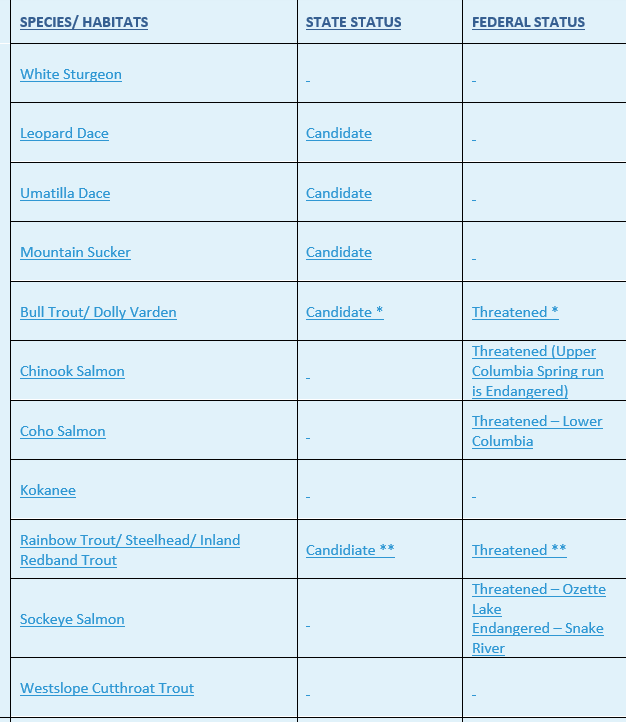 SPECIES/ HABITATS STATE STATUS FEDERAL STATUS
White Sturgeon
Leopard Dace Candidate
Umatilla Dace Candidate
Mountain Sucker Candidate
Bull Trout/ Dolly Varden Candidate * Threatened *
Chinook Salmon
Threatened (Upper
Columbia Spring run
is Endangered)
Coho Salmon
Threatened – Lower
Columbia
Kokanee
Rainbow Trout/ Steelhead/ Inland
Redband Trout
Candidiate **
Threatened **
Sockeye Salmon
Threatened – Ozette
Lake
Endangered – Snake
River
Westslope Cutthroat Trout